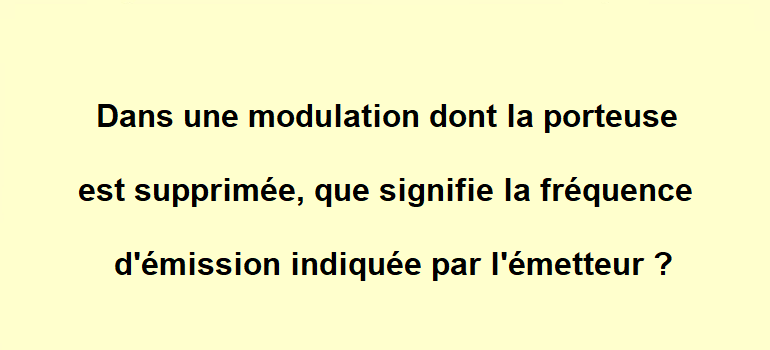 Dans une modulation dont la porteuse
est supprimée, que signifie la fréquence
d'émission indiquée par l'émetteur ?